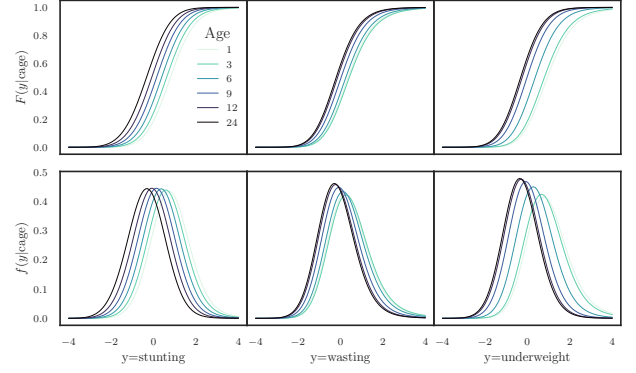 1.0
0.8
0.6
0.4
0.2
0.0
F(y|cage)
Age
1
3
6
9
12
24
0.5
0.4
0.3
0.2
0.1
0.0
f(y|cage)
−4 −2 0 2 4
−4 −2 0 2 4
−4 −2 0 2 4
y=stunting
y=wasting
y=underweight